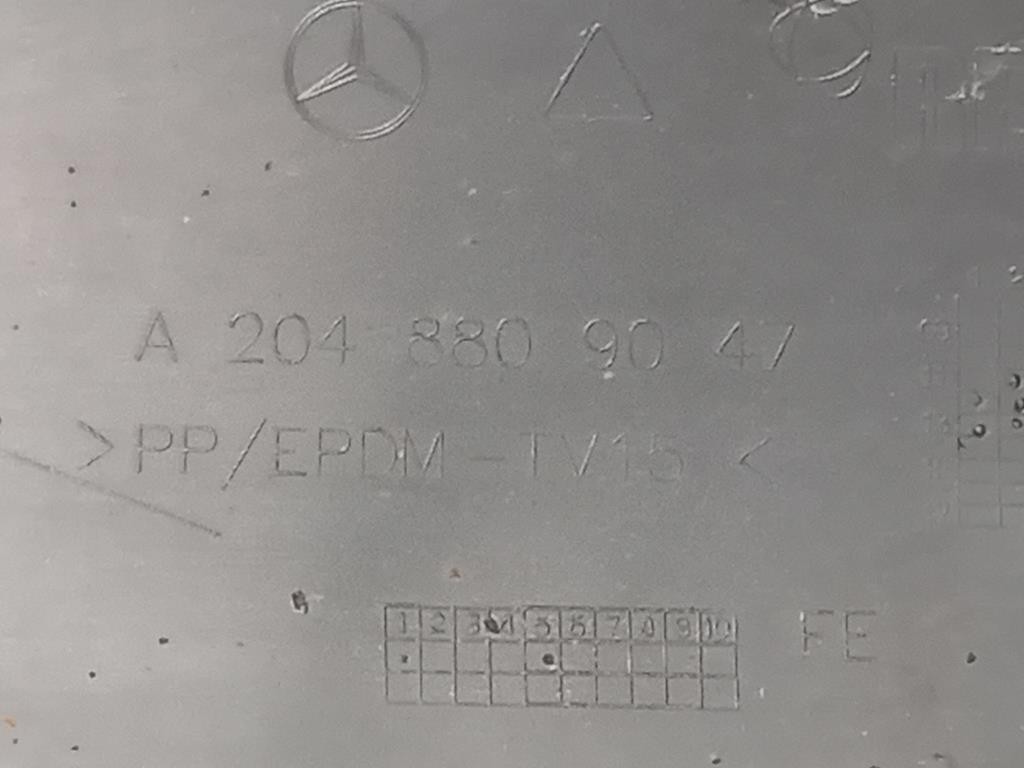 A 204 880 90 47
>PP/EPDM-TV15<
1 2 3 4 5 6 7 8 9 10
FE